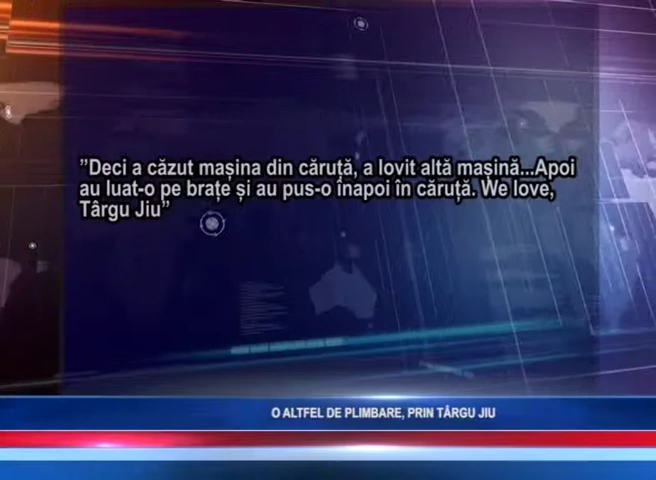 ”Deci a căzut mașina din căruță, a lovit altă mașină...Apoi
au luat-o pe brațe și au pus-o înapoi în căruță. We love,
Târgu Jiu”
O ALTFEL DE PLIMBARE, PRIN TÂRGU JIU